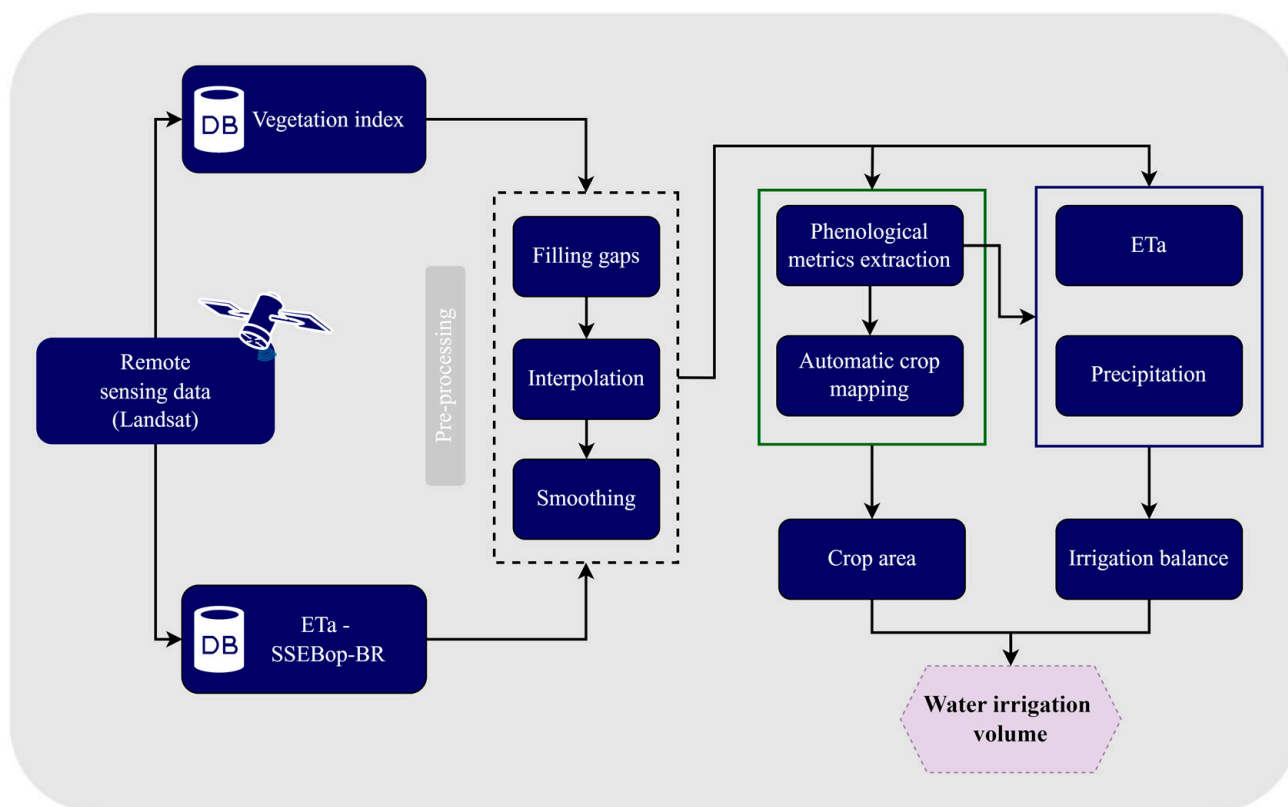 DB
Vegetation index
Remote
sensing data
(Landsat)
DB
ETa -
SSEBop-BR
Pre-processing
Filling gaps
Interpolation
Smoothing
Phenological
metrics extraction
Automatic crop
mapping
ETa
Precipitation
Crop area
Irrigation balance
Water irrigation
volume